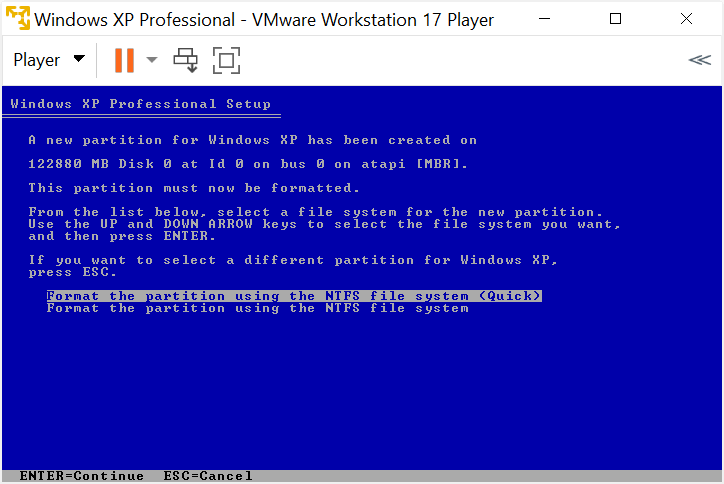 Windows XP Professional - VMware Workstation 17 Player
Player
Windows XP Professional Setup
A new partition for Windows XP has been created on
122880 MB Disk 0 at Id 0 on bus 0 on atapi [MBR].
This partition must now be formatted.
From the list below, select a file system for the new partition.
Use the UP and DOWN ARROW keys to select the file system you want,
and then press ENTER.
If you want to select a different partition for Windows XP,
press ESC.
Format the partition using the NTFS file system (Quick)
Format the partition using the NTFS file system
ENTER=Continue  ESC=Cancel